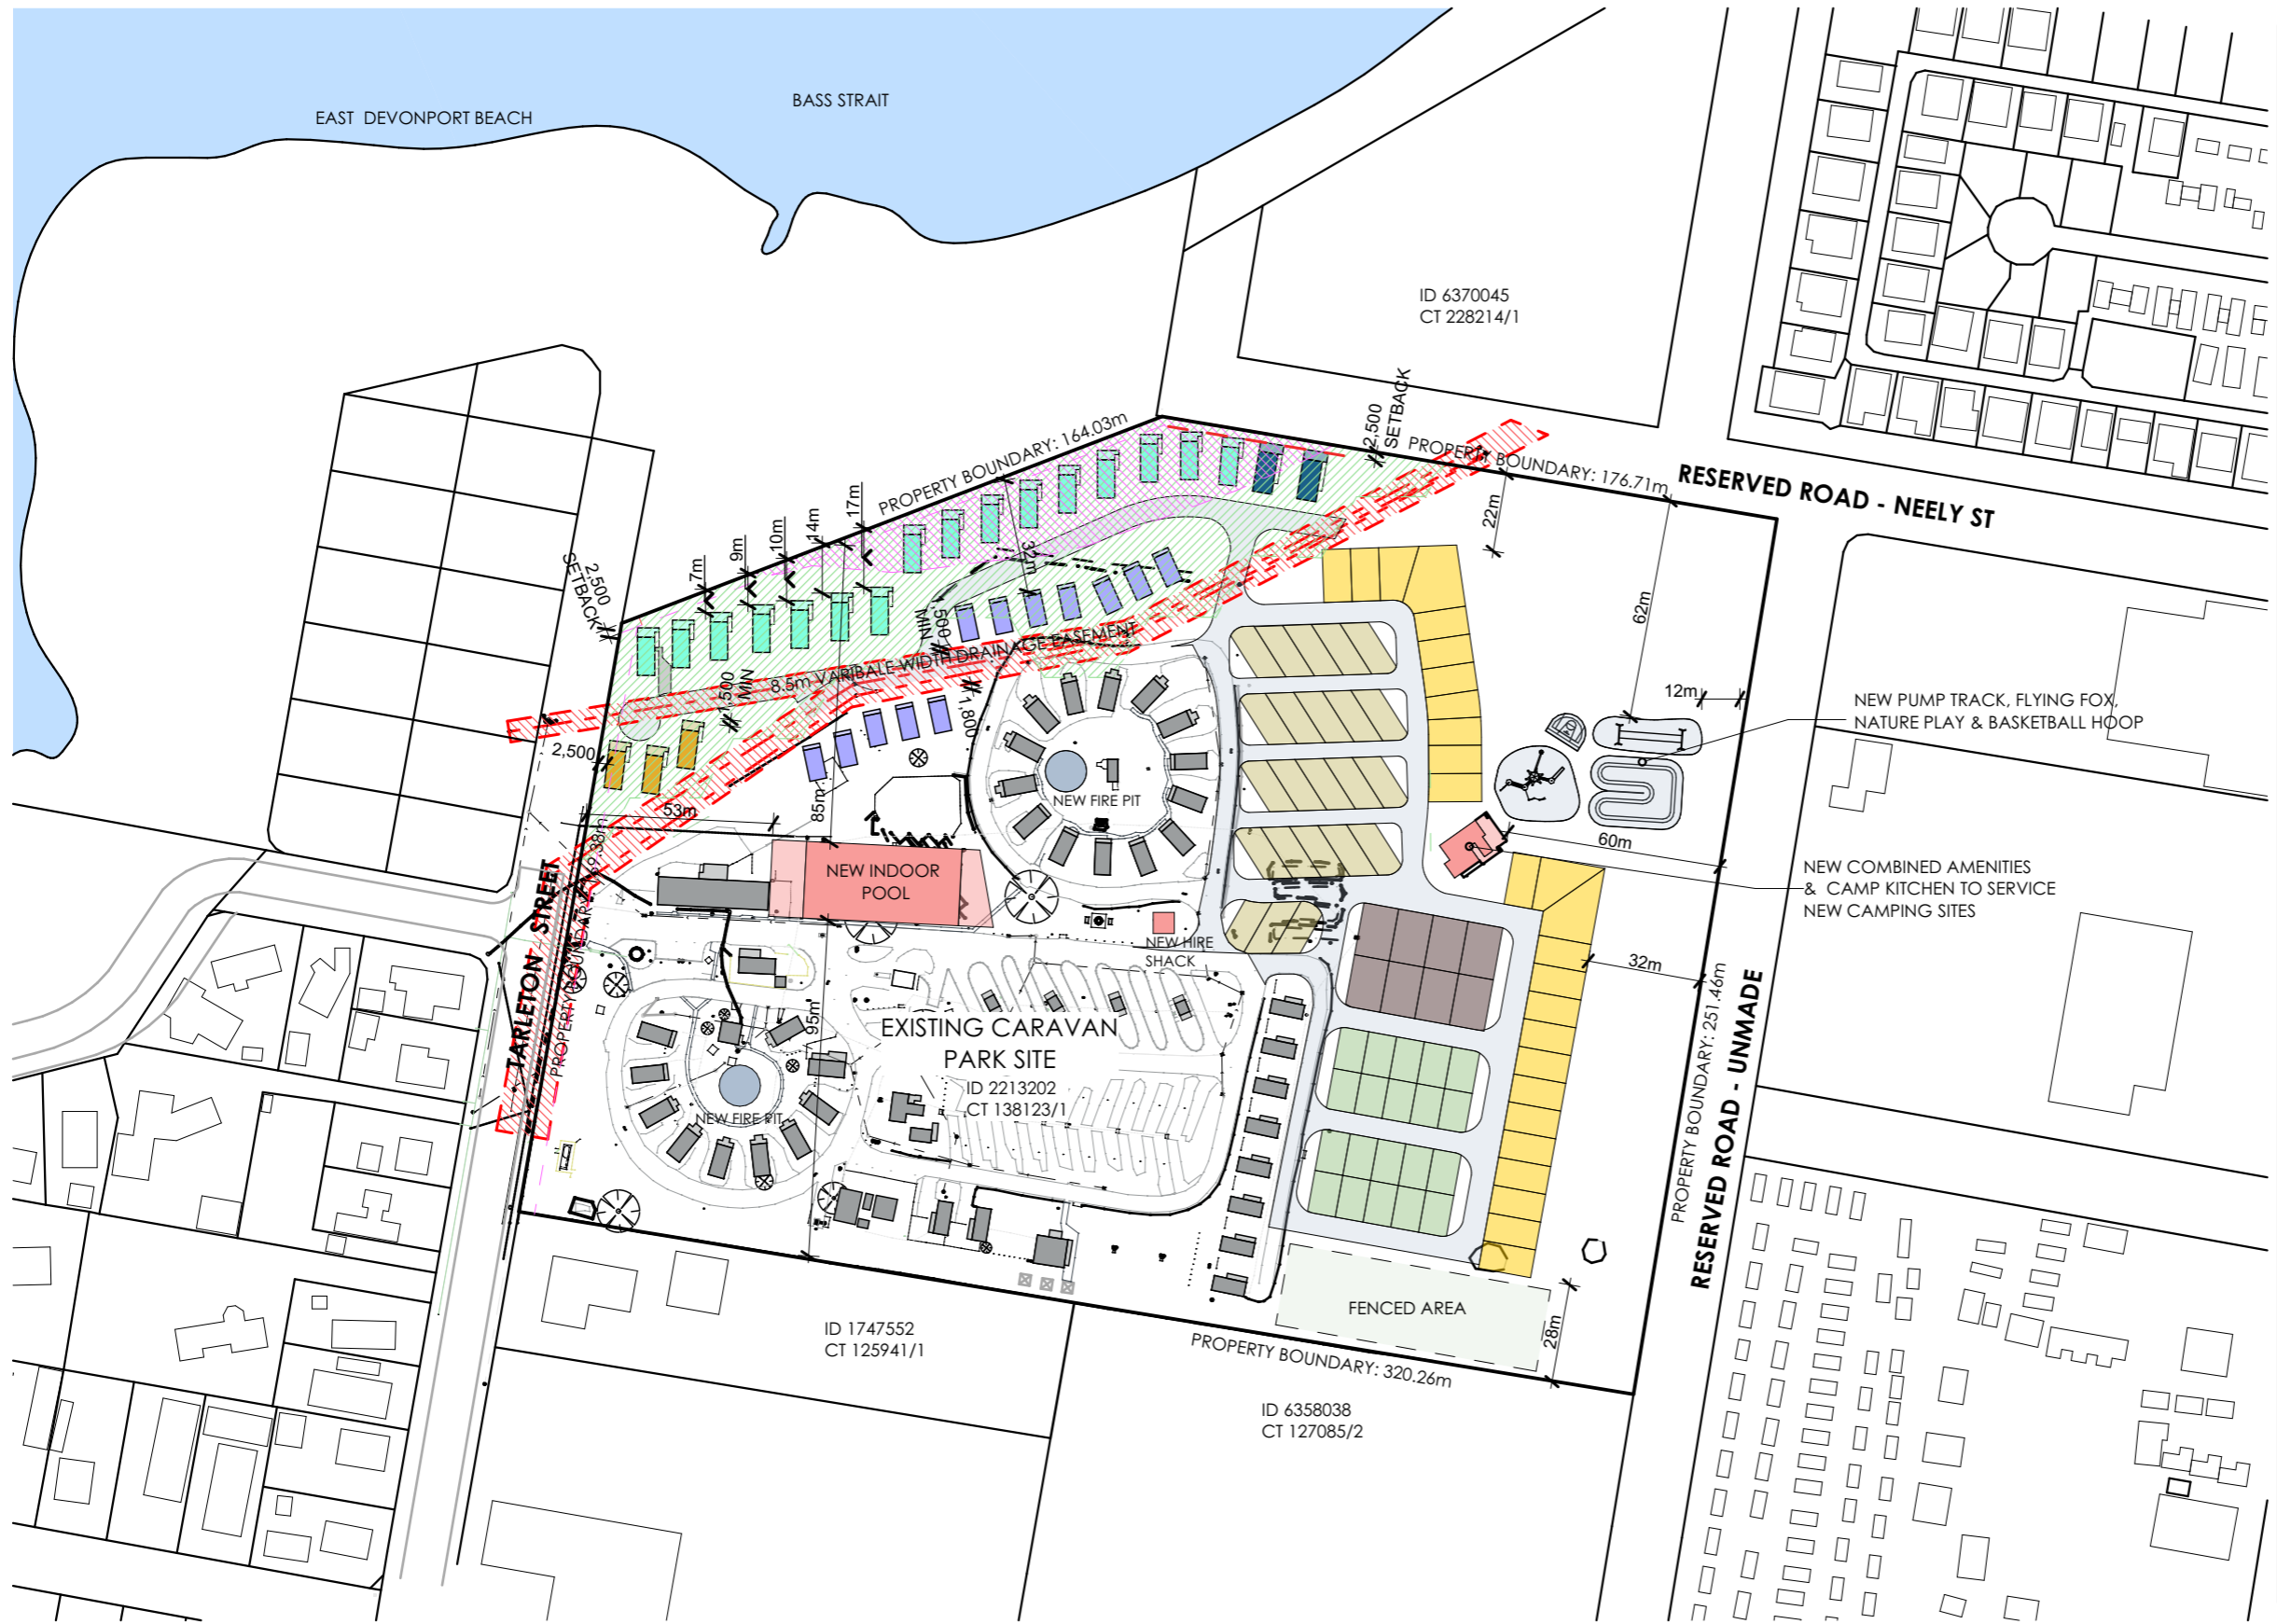 BASS STRAIT
EAST DEVONPORT BEACH
ID 6370045
CT 228214/1
2,500
SETBACK
PROPERTY BOUNDARY: 164.03m
PROPERTY BOUNDARY: 176.71m
RESERVED ROAD - NEELY ST
17m
14m
10m
9m
7m
22m
32m
2,500
SETBACK
62m
1,500
MIN
8.5m VARIBALE WIDTH DRAINAGE EASEMENT
1,500
MIN
12m
1,800
NEW PUMP TRACK, FLYING FOX,
NATURE PLAY & BASKETBALL HOOP
2,500
NEW FIRE PIT
53m
85m
60m
NEW INDOOR
POOL
NEW COMBINED AMENITIES
& CAMP KITCHEN TO SERVICE
NEW CAMPING SITES
TARLETON STREET
NEW HIRE
SHACK
32m
95m
EXISTING CARAVAN
PARK SITE
ID 2213202
CT 138123/1
NEW FIRE PIT
PROPERTY BOUNDARY: 251.46m
RESERVED ROAD - UNMADE
FENCED AREA
28m
ID 1747552
CT 125941/1
PROPERTY BOUNDARY: 320.26m
ID 6358038
CT 127085/2